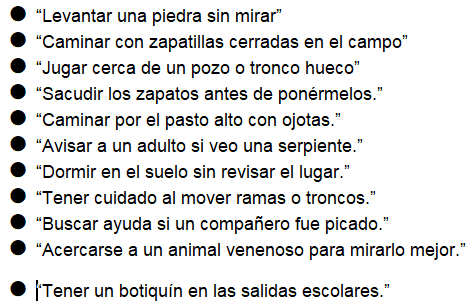 ● “Levantar una piedra sin mirar”
● “Caminar con zapatillas cerradas en el campo”
● “Jugar cerca de un pozo o tronco hueco”
● “Sacudir los zapatos antes de ponérmelos.”
● “Caminar por el pasto alto con ojotas.”
● “Avisar a un adulto si veo una serpiente.”
● “Dormir en el suelo sin revisar el lugar.”
● “Tener cuidado al mover ramas o troncos.”
● “Buscar ayuda si un compañero fue picado.”
● “Acercarse a un animal venenoso para mirarlo mejor.”
● “Tener un botiquín en las salidas escolares.”